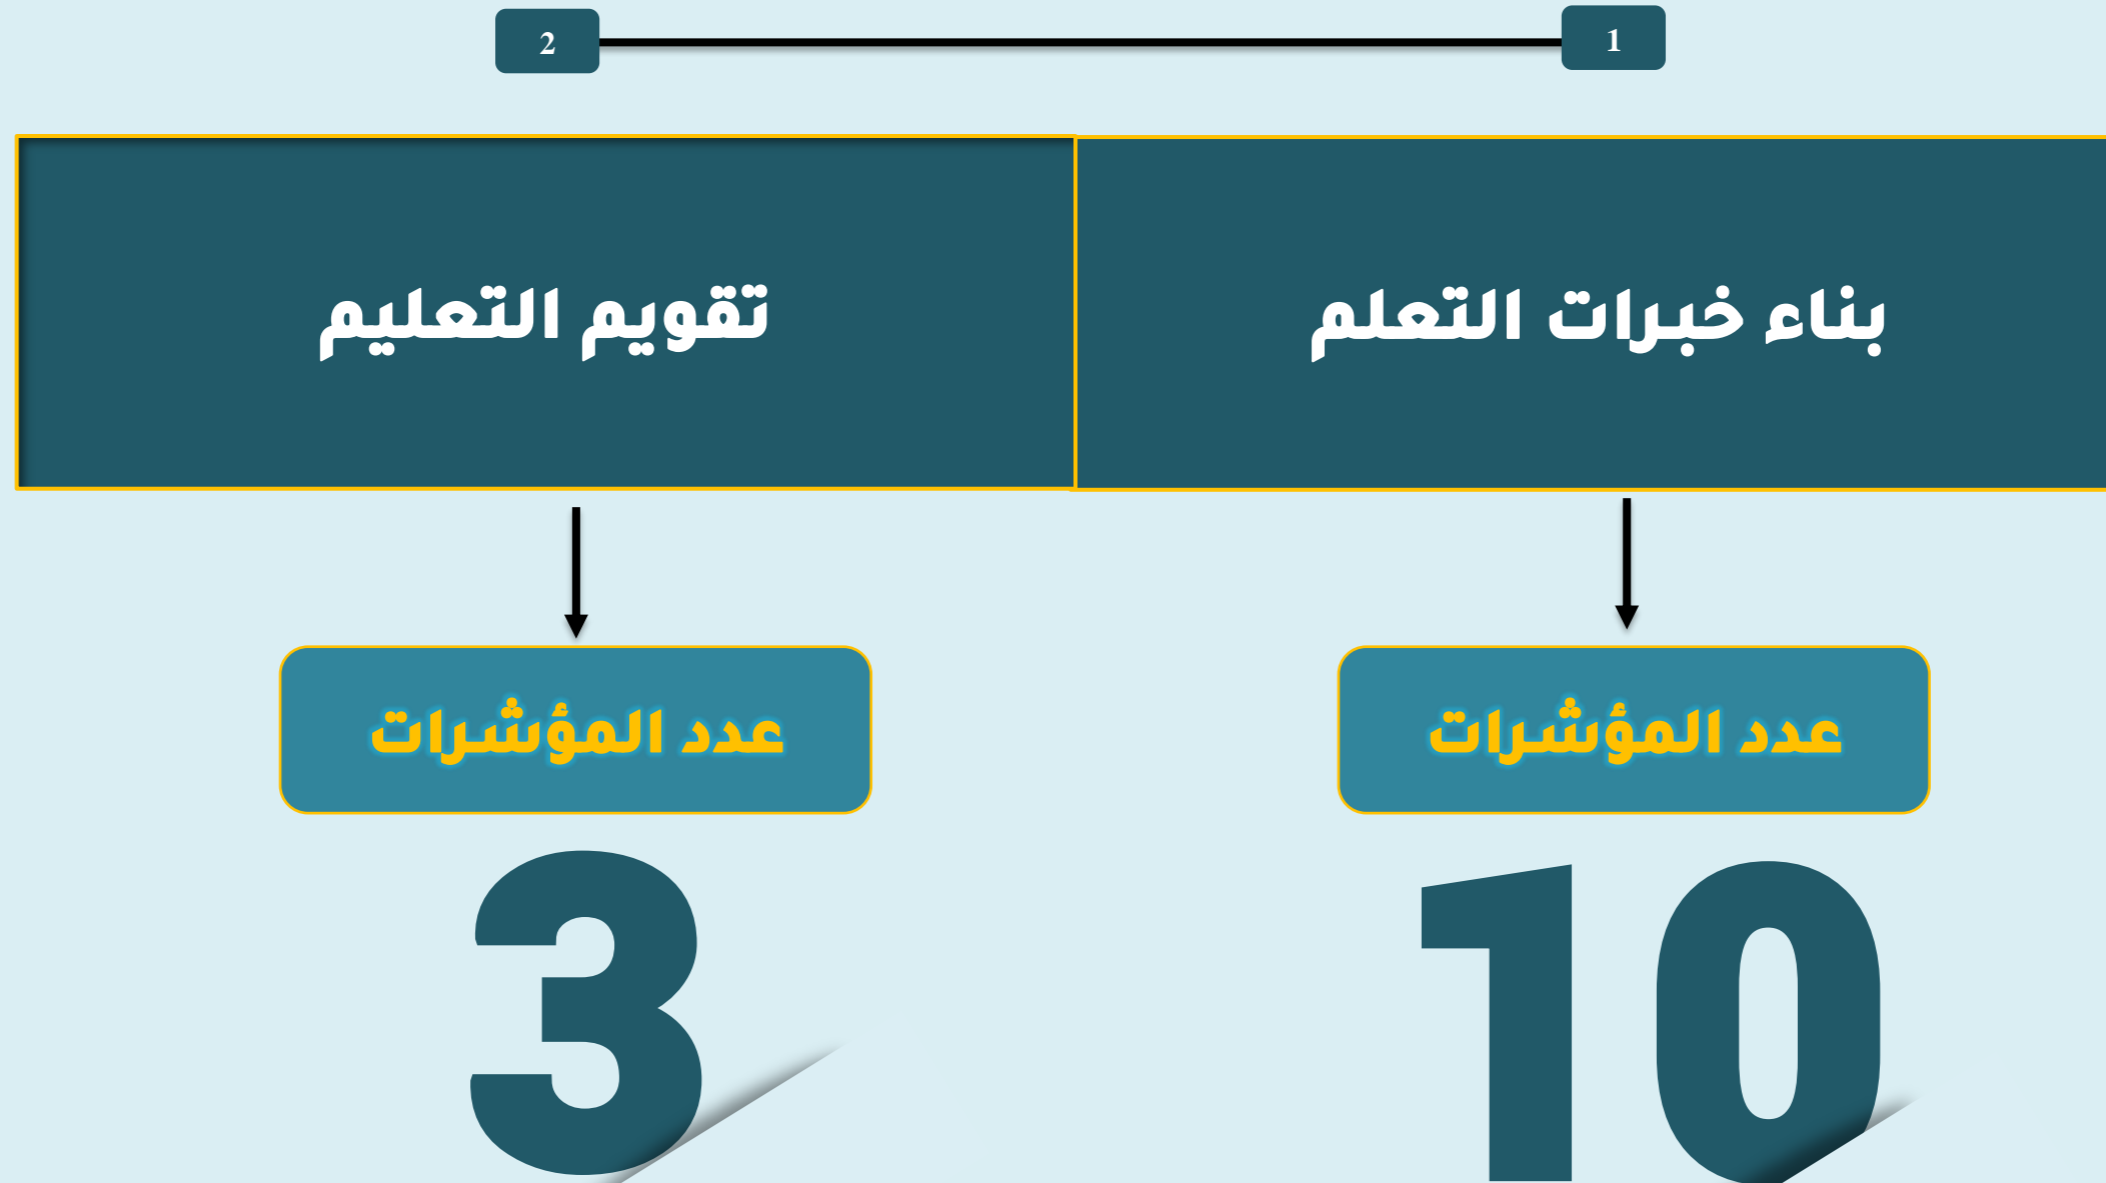 1
2
بناء خبرات التعلم
تقويم التعليم
عدد المؤشرات
عدد المؤشرات
10
3